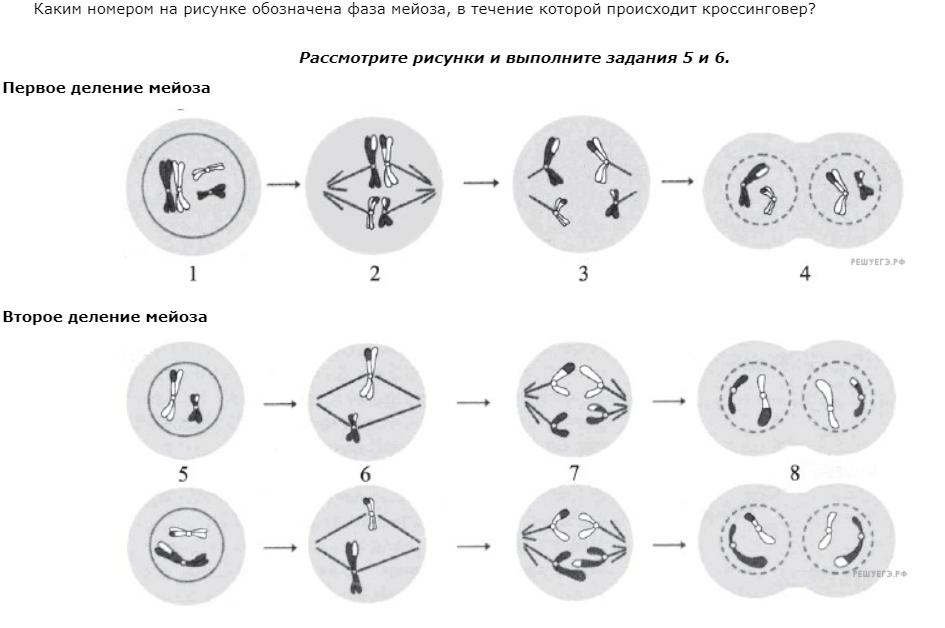 Каким номером на рисунке обозначена фаза мейоза, в течение которой происходит кроссинговер?
Рассмотрите рисунки и выполните задания 5 и 6.
Первое деление мейоза
1 2 3 4
РЕШУЕГЭ.РФ
Второе деление мейоза
5 6 7 8
РЕШУЕГЭ.РФ